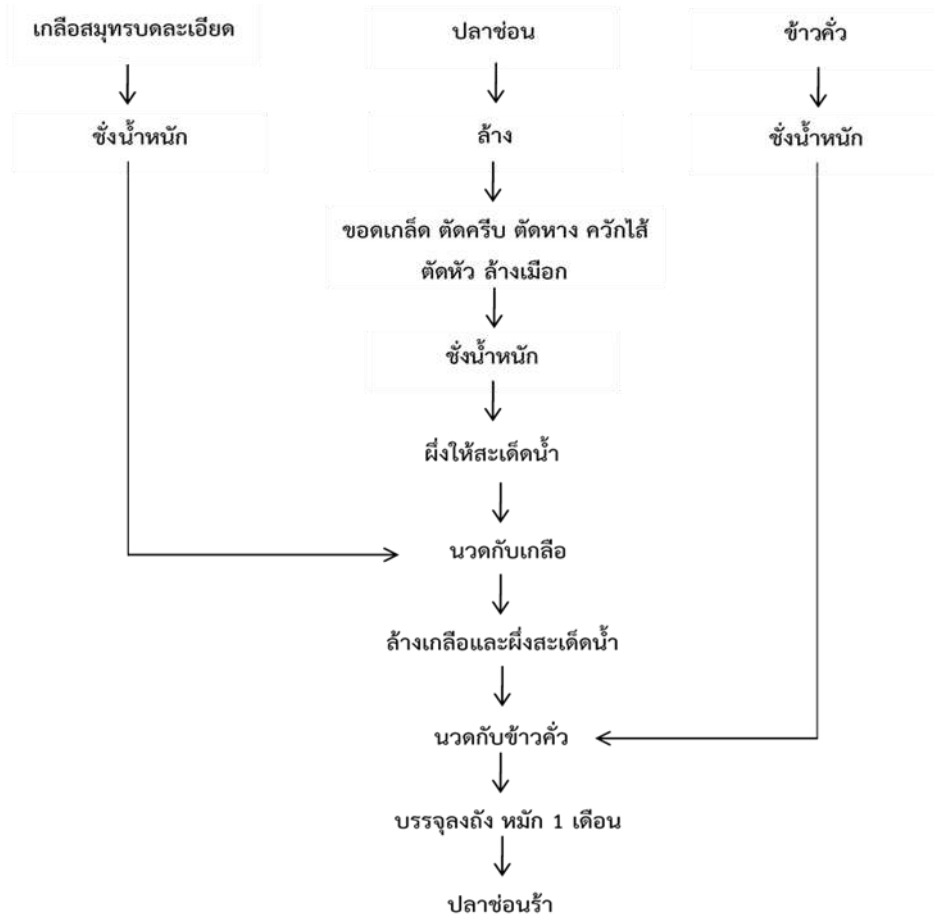 เกลือสมุทรบดละเอียด
ปลาช่อน
ข้าวคั่ว
ชั่งน้ำหนัก
ล้าง
ชั่งน้ำหนัก
ขอดเกล็ด ตัดครีบ ตัดหาง ควักไส้
ตัดหัว ล้างเมือก
ชั่งน้ำหนัก
ผึ่งให้สะเด็ดน้ำ
นวดกับเกลือ
ล้างเกลือและผึ่งสะเด็ดน้ำ
นวดกับข้าวคั่ว
บรรจุลงถัง หมัก 1 เดือน
ปลาช่อนร้า